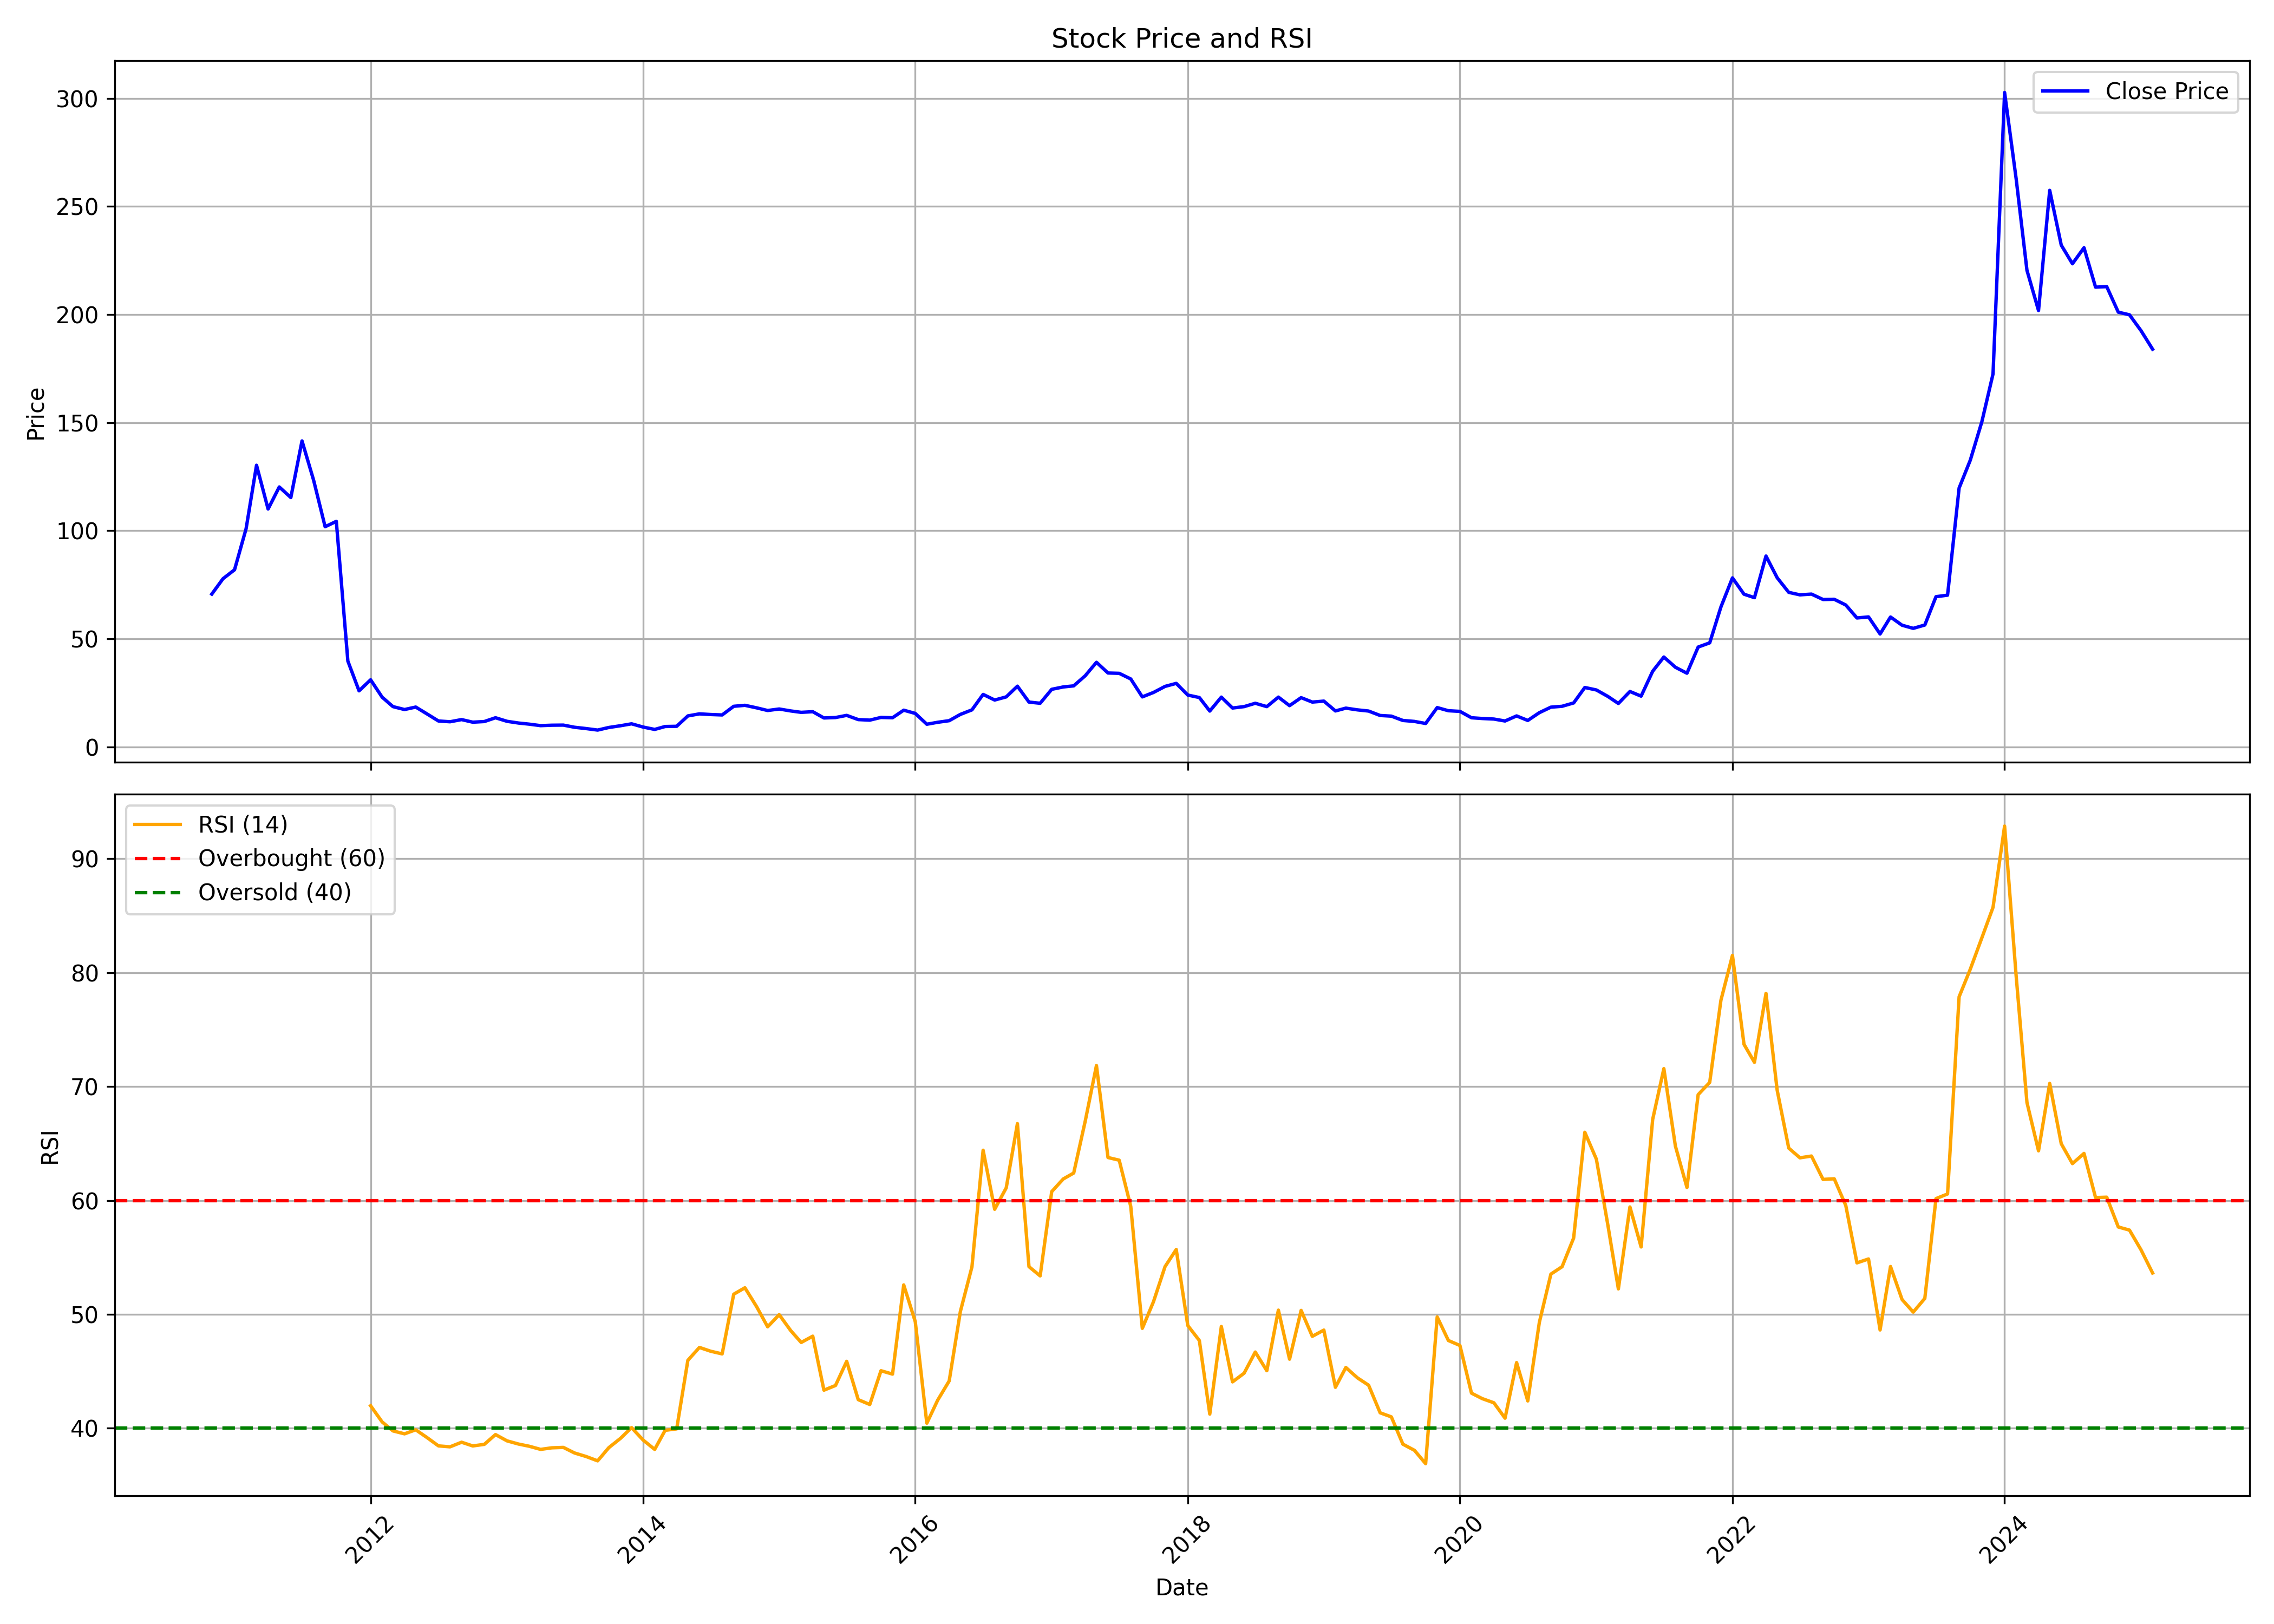 Stock Price and RSI
Close Price
300
250
200
150
100
50
0
Price
RSI (14)
Overbought (60)
Oversold (40)
90
80
70
60
50
40
RSI
2012
2014
2016
2018
2020
2022
2024
Date